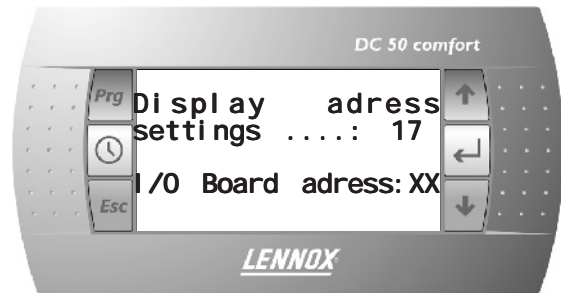 DC 50 comfort
Prg
Display adress
settings ....: 17
I/O Board adress:XX
Esc
LENNOX